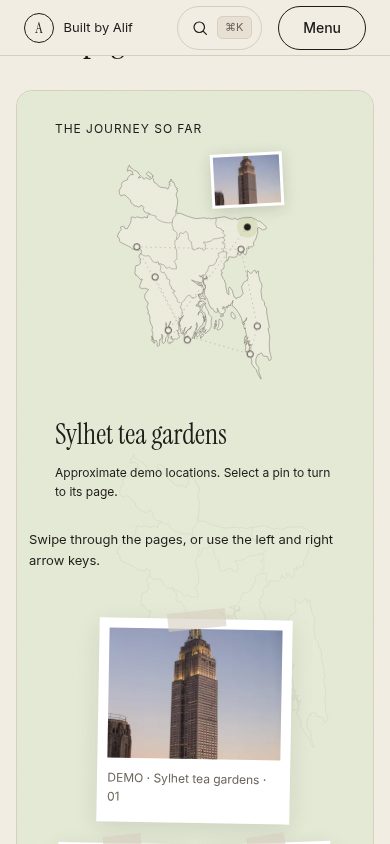 A Built by Alif
⌘K
Menu
THE JOURNEY SO FAR
Sylhet tea gardens
Approximate demo locations. Select a pin to turn
to its page.
Swipe through the pages, or use the left and right
arrow keys.
DEMO · Sylhet tea gardens ·
01